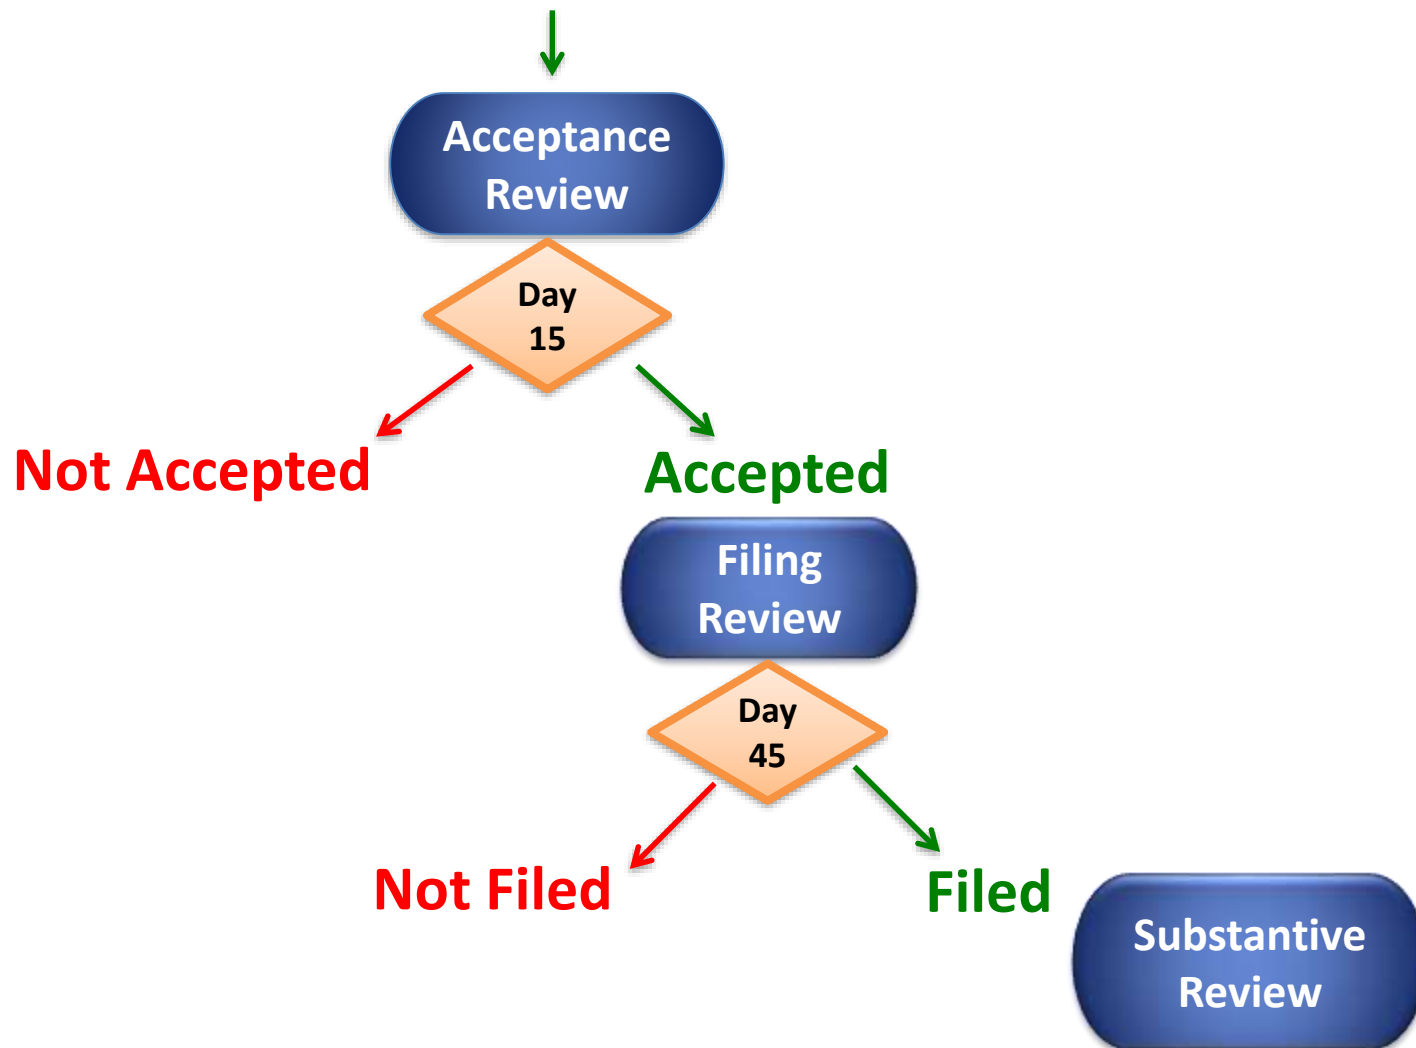 Acceptance
Review
Day
15
Not Accepted
Accepted
Filing
Review
Day
45
Not Filed
Filed
Substantive
Review